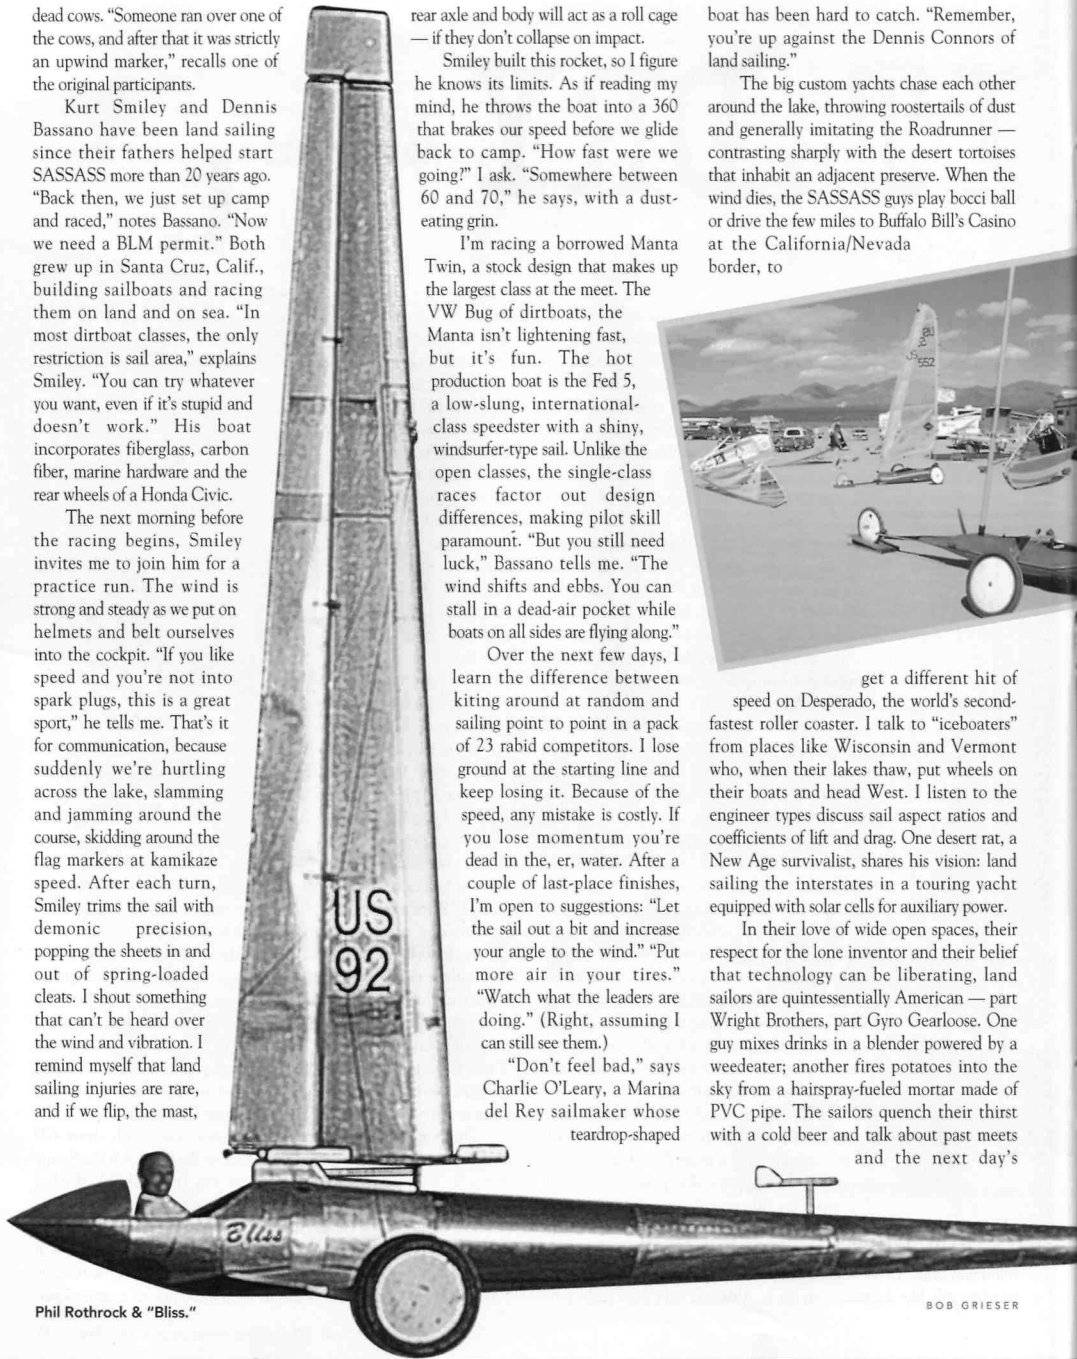 dead cows. “Someone ran over one of
the cows, and after that it was strictly
an upwind marker,” recalls one of
the original participants.
Kurt Smiley and Dennis
Bassano have been land sailing
since their fathers helped start
SASSASS more than 20 years ago.
“Back then, we just set up camp
and raced,” notes Bassano. “Now
we need a BLM permit.” Both
grew up in Santa Cruz, Calif.,
building sailboats and racing
them on land and on sea. “In
most dirtboat classes, the only
restriction is sail area,” explains
Smiley. “You can try whatever
you want, even if it’s stupid and
doesn’t work.” His boat
incorporates fiberglass, carbon
fiber, marine hardware and the
rear wheels of a Honda Civic.
The next morning before
the racing begins, Smiley
invites me to join him for a
practice run. The wind is
strong and steady as we put on
helmets and belt ourselves
into the cockpit. “If you like
speed and you’re not into
spark plugs, this is a great
sport,” he tells me. That’s it
for communication, because
suddenly we’re hurtling
across the lake, slamming
and jamming around the
course, skidding around the
flag markers at kamikaze
speed. After each turn,
Smiley trims the sail with
demonic precision,
popping the sheets in and
out of spring-loaded
cleats. I shout something
that can’t be heard over
the wind and vibration. I
remind myself that land
sailing injuries are rare,
and if we flip, the mast,
rear axle and body will act as a roll cage
— if they don’t collapse on impact.
Smiley built this rocket, so I figure
he knows its limits. As if reading my
mind, he throws the boat into a 360
that brakes our speed before we glide
back to camp. “How fast were we
going?” I ask. “Somewhere between
60 and 70,” he says, with a dust-
eating grin.
I’m racing a borrowed Manta
Twin, a stock design that makes up
the largest class at the meet. The
VW Bug of dirtboats, the
Manta isn’t lightening fast,
but it’s fun. The hot
production boat is the Fed 5,
a low-slung, international-
class speedster with a shiny,
windsurfer-type sail. Unlike the
open classes, the single-class
races factor out design
differences, making pilot skill
paramount. “But you still need
luck,” Bassano tells me. “The
wind shifts and ebbs. You can
stall in a dead-air pocket while
boats on all sides are flying along.”
Over the next few days, I
learn the difference between
kiting around at random and
sailing point to point in a pack
of 23 rabid competitors. I lose
ground at the starting line and
keep losing it. Because of the
speed, any mistake is costly. If
you lose momentum you’re
dead in the, er, water. After a
couple of last-place finishes,
I’m open to suggestions: “Let
the sail out a bit and increase
your angle to the wind.” “Put
more air in your tires.”
“Watch what the leaders are
doing.” (Right, assuming I
can still see them.)
“Don’t feel bad,” says
Charlie O’Leary, a Marina
del Rey sailmaker whose
teardrop-shaped
boat has been hard to catch. “Remember,
you’re up against the Dennis Connors of
land sailing.”
The big custom yachts chase each other
around the lake, throwing roostertails of dust
and generally imitating the Roadrunner —
contrasting sharply with the desert tortoises
that inhabit an adjacent preserve. When the
wind dies, the SASSASS guys play bocci ball
or drive the few miles to Buffalo Bill’s Casino
at the California/Nevada
border, to
552
get a different hit of
speed on Desperado, the world’s second-
fastest roller coaster. I talk to “iceboaters”
from places like Wisconsin and Vermont
who, when their lakes thaw, put wheels on
their boats and head West. I listen to the
engineer types discuss sail aspect ratios and
coefficients of lift and drag. One desert rat, a
New Age survivalist, shares his vision: land
sailing the interstates in a touring yacht
equipped with solar cells for auxiliary power.
In their love of wide open spaces, their
respect for the lone inventor and their belief
that technology can be liberating, land
sailors are quintessentially American — part
Wright Brothers, part Gyro Gearloose. One
guy mixes drinks in a blender powered by a
weedeater; another fires potatoes into the
sky from a hairspray-fueled mortar made of
PVC pipe. The sailors quench their thirst
with a cold beer and talk about past meets
and the next day’s
US
92
Bliss
Phil Rothrock & "Bliss."
BOB GRIESER